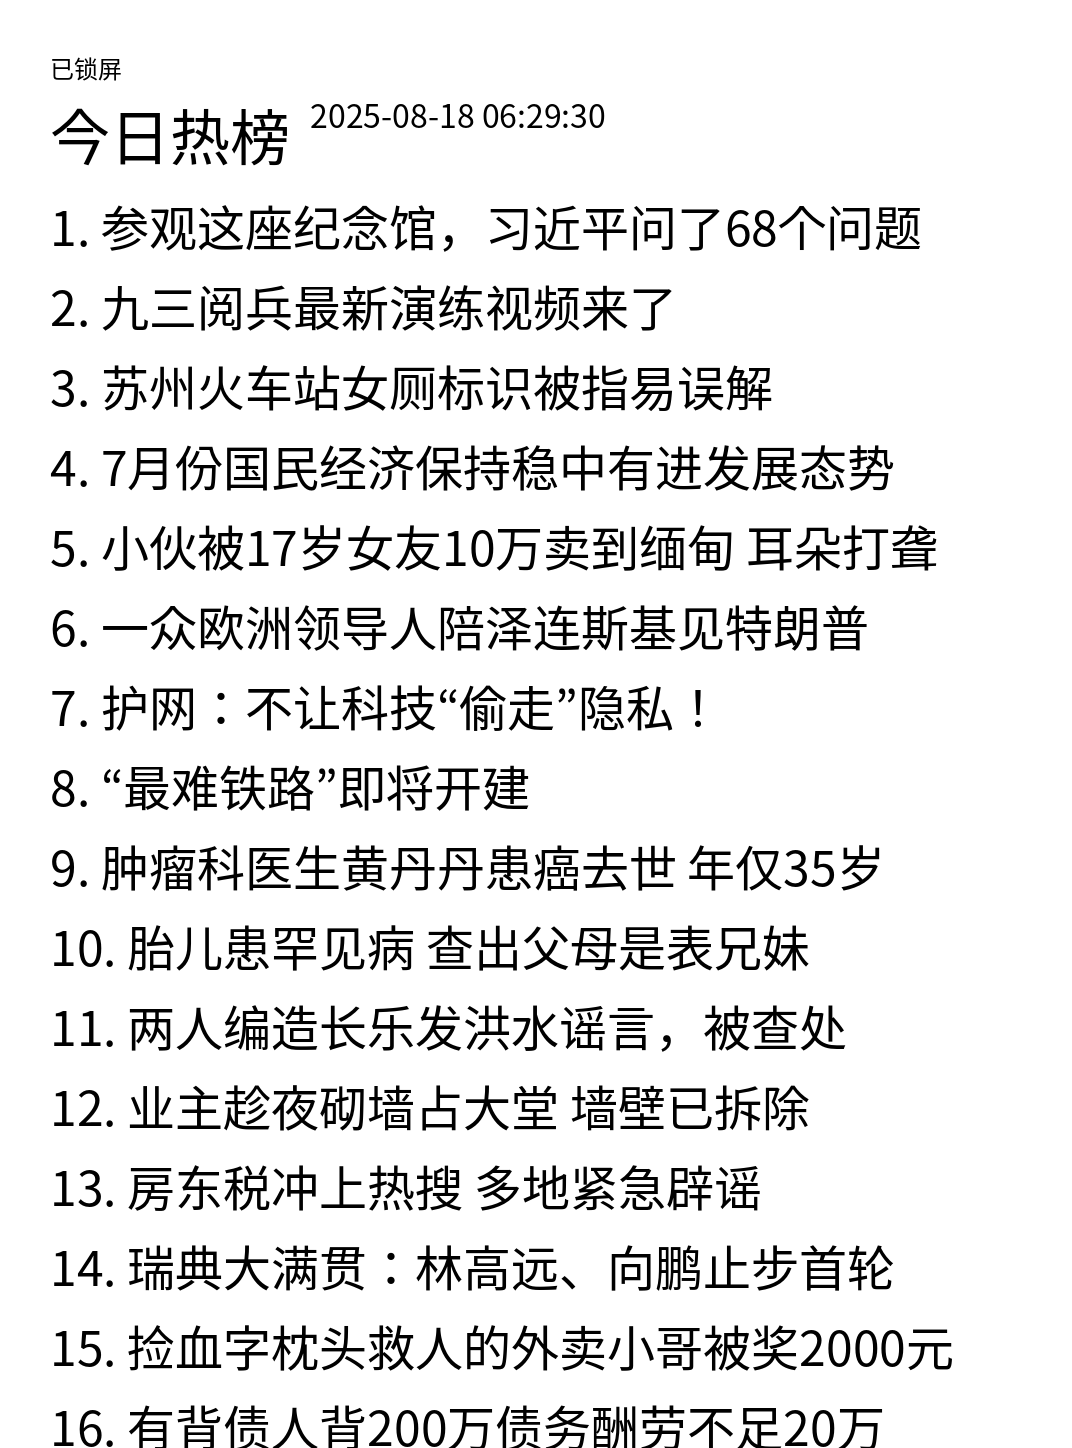 已锁屏
今日热榜 2025-08-18 06:29:30
1. 参观这座纪念馆，习近平问了68个问题
2. 九三阅兵最新演练视频来了
3. 苏州火车站女厕标识被指易误解
4. 7月份国民经济保持稳中有进发展态势
5. 小伙被17岁女友10万卖到缅甸 耳朵打聋
6. 一众欧洲领导人陪泽连斯基见特朗普
7. 护网：不让科技“偷走”隐私！
8. “最难铁路”即将开建
9. 肿瘤科医生黄丹丹患癌去世 年仅35岁
10. 胎儿患罕见病 查出父母是表兄妹
11. 两人编造长乐发洪水谣言，被查处
12. 业主趁夜砌墙占大堂 墙壁已拆除
13. 房东税冲上热搜 多地紧急辟谣
14. 瑞典大满贯：林高远、向鹏止步首轮
15. 捡血字枕头救人的外卖小哥被奖2000元
16. 有背债人背200万债务酬劳不足20万